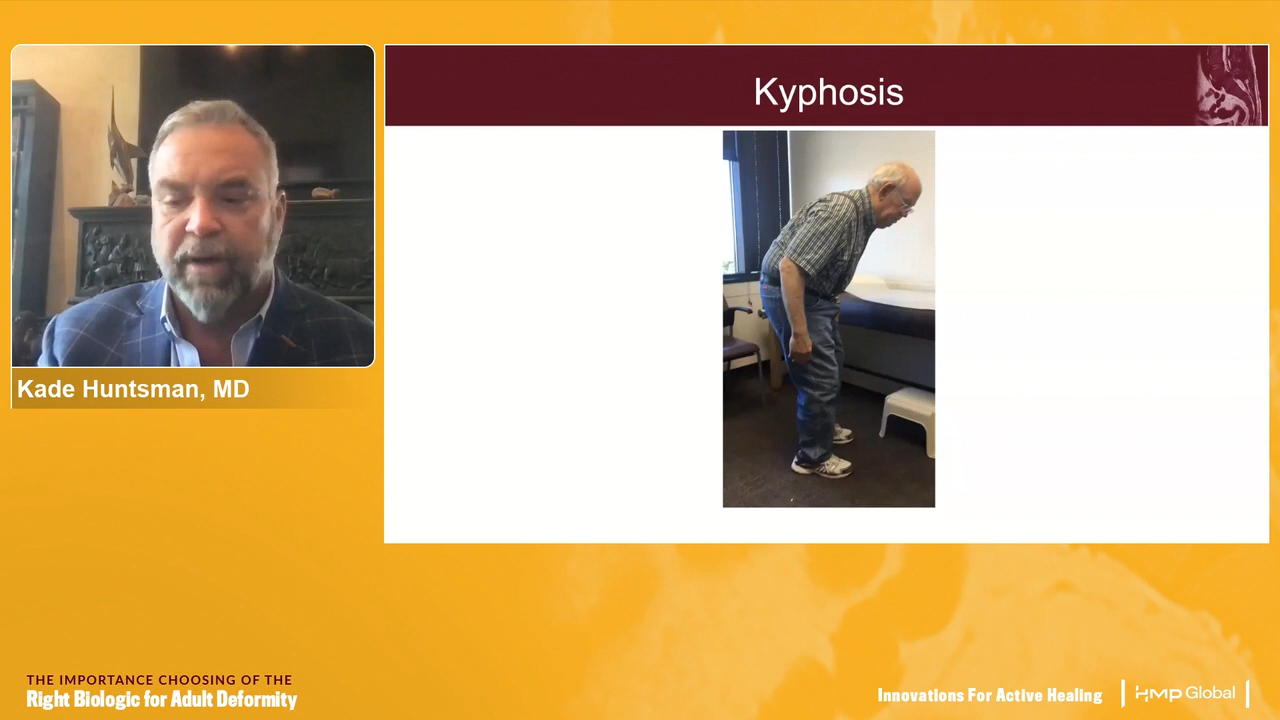 Kyphosis
Kade Huntsman, MD
THE IMPORTANCE CHOOSING OF THE
Right Biologic for Adult Deformity
Innovations For Active Healing
HMP Global